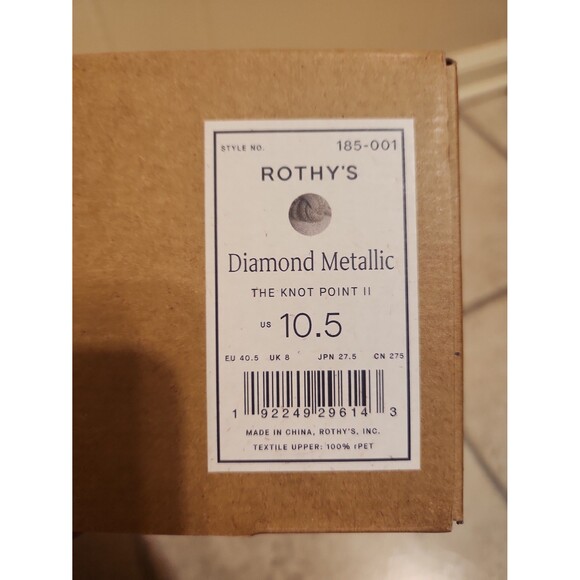 STYLE NO. 185-001
ROTHY'S
Diamond Metallic
THE KNOT POINT II
US 10.5
EU 40.5 UK 8 JPN 27.5 CN 275
1 92249 29614 3
MADE IN CHINA, ROTHY'S, INC.
TEXTILE UPPER: 100% rPET